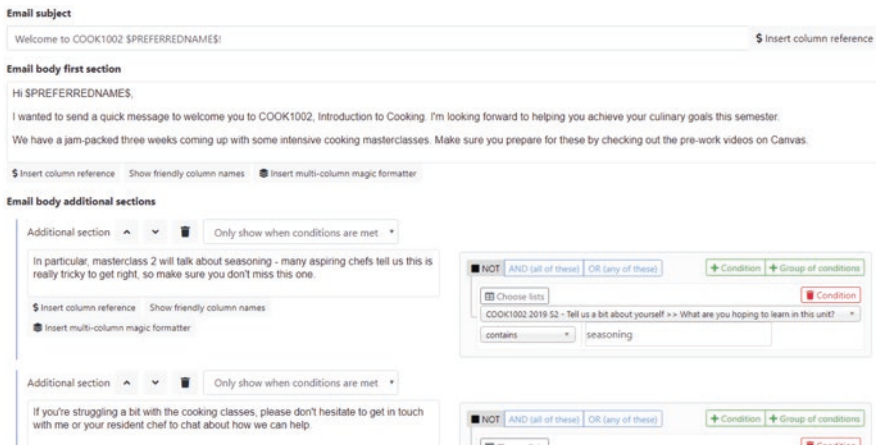 Email subject
Welcome to COOK1002 $PREFERREDNAME$!
$ Insert column reference
Email body first section
Hi $PREFERREDNAME$,
I wanted to send a quick message to welcome you to COOK1002, Introduction to Cooking. I'm looking forward to helping you achieve your culinary goals this semester.
We have a jam-packed three weeks coming up with some intensive cooking masterclasses. Make sure you prepare for these by checking out the pre-work videos on Canvas.
$ Insert column reference Show friendly column names Insert multi-column magic formatter
Email body additional sections
Additional section Only show when conditions are met
In particular, masterclass 2 will talk about seasoning - many aspiring chefs tell us this is
really tricky to get right, so make sure you don't miss this one.
$ Insert column reference Show friendly column names
Insert multi-column magic formatter
NOT AND (all of these) OR (any of these) + Condition + Group of conditions
Choose lists Condition
COOK1002 2019 S2 - Tell us a bit about yourself >> What are you hoping to learn in this unit?
contains seasoning
Additional section Only show when conditions are met
If you're struggling a bit with the cooking classes, please don't hesitate to get in touch
with me or your resident chef to chat about how we can help.
NOT AND (all of these) OR (any of these) + Condition + Group of conditions